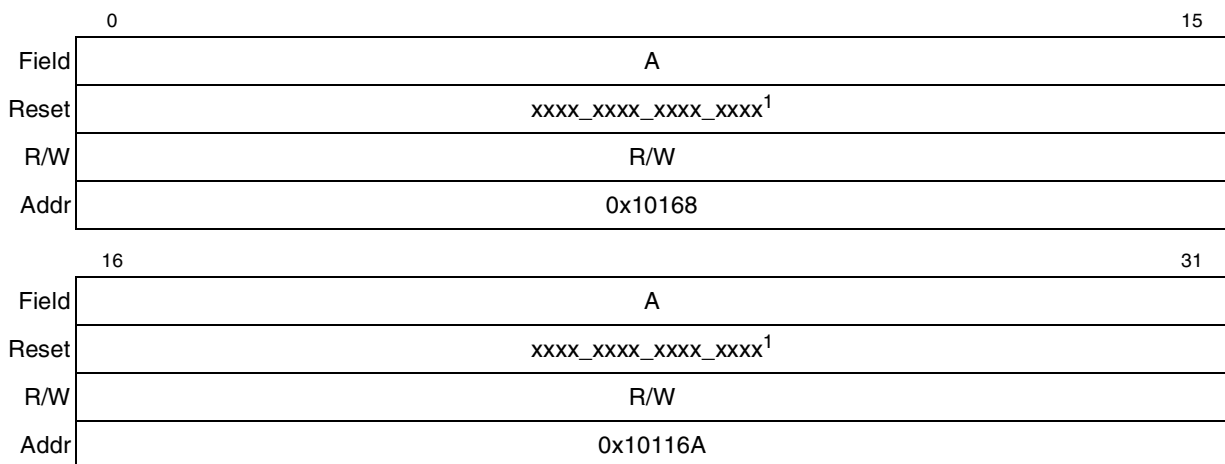 0 15
Field A
Reset xxxx_xxxx_xxxx_xxxx1
R/W R/W
Addr 0x10168
16 31
Field A
Reset xxxx_xxxx_xxxx_xxxx1
R/W R/W
Addr 0x10116A